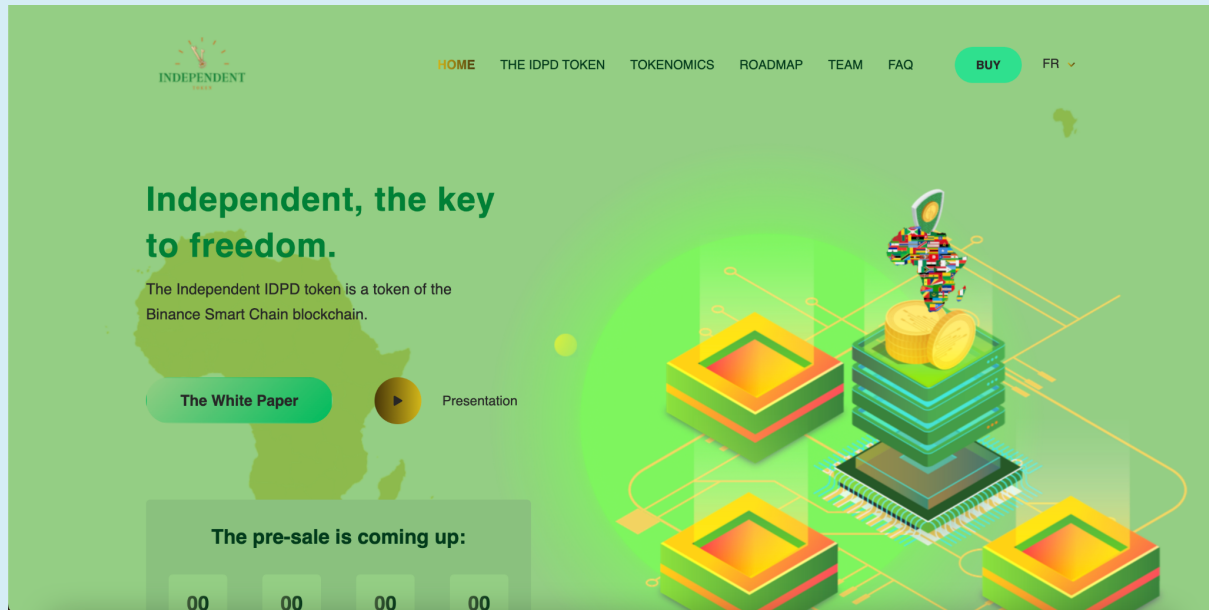 INDEPENDENT
HOME THE IDPD TOKEN TOKENOMICS ROADMAP TEAM FAQ BUY FR
Independent, the key
to freedom.
The Independent IDPD token is a token of the
Binance Smart Chain blockchain.
The White Paper
Presentation
The pre-sale is coming up:
00 00 00 00